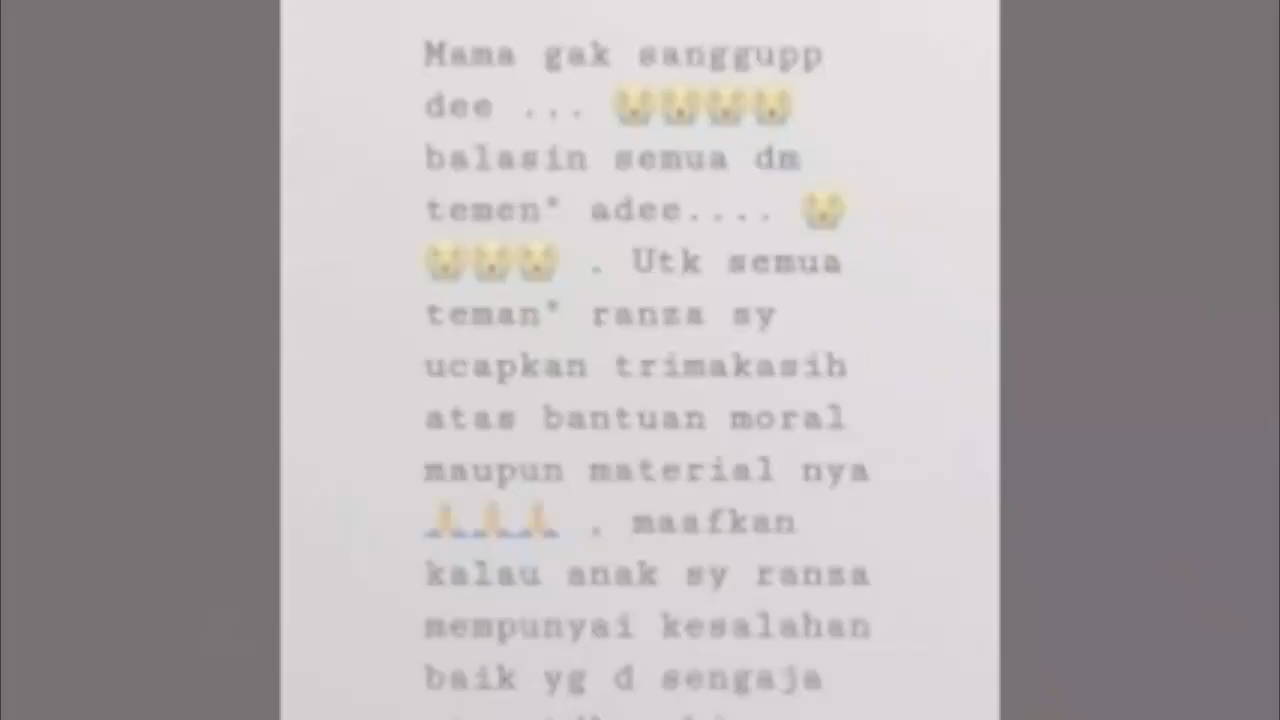 Mama gak sanggupp
dee ... 😭😭😭😭
balasin semua dm
temen" adee.... 😭
😭😭😭 . Utk semua
teman" ranza sy
ucapkan trimakasih
atas bantuan moral
maupun material nya
🙏🙏🙏 . maafkan
kalau anak sy ranza
mempunyai kesalahan
baik yg d sengaja